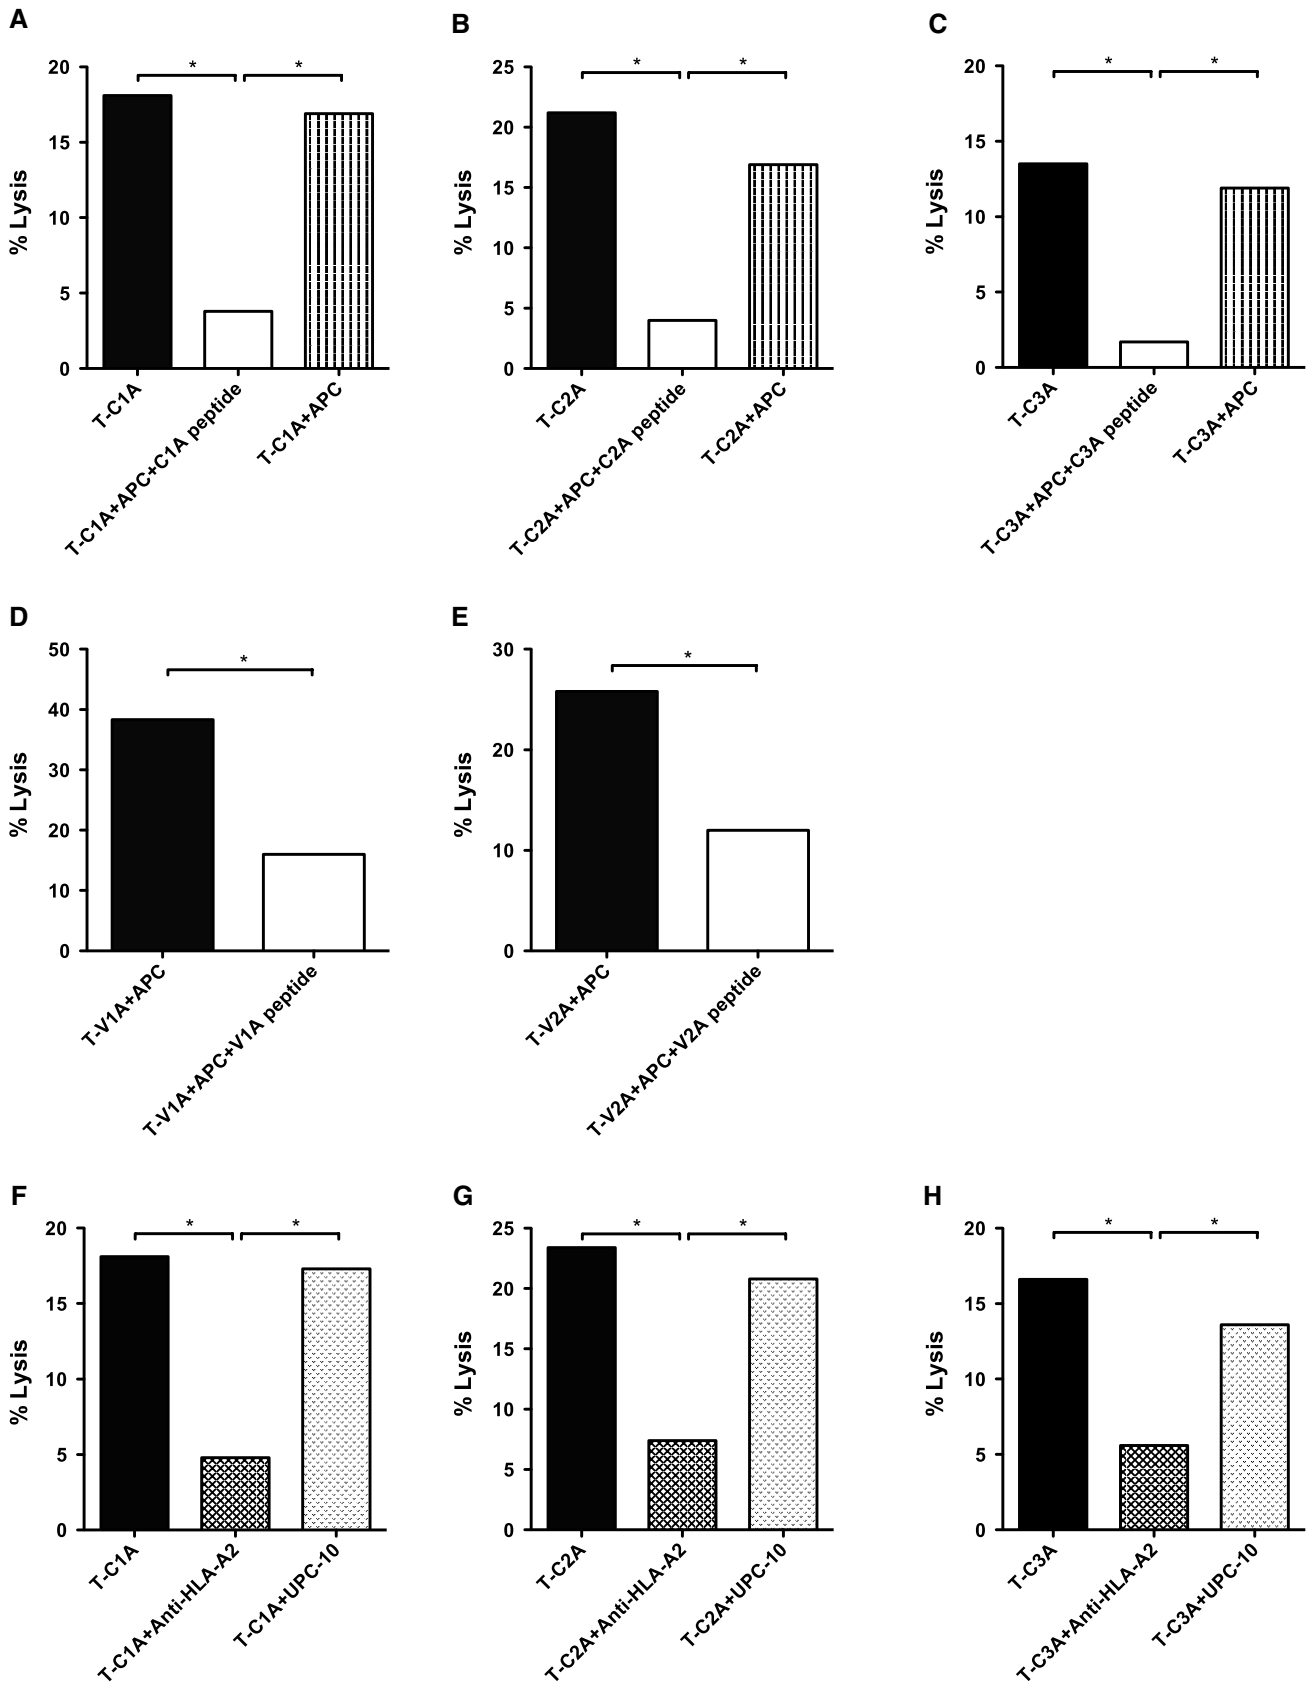 A
% Lysis
20
15
10
5
0
*
*
T-C1A
T-C1A+APC+C1A peptide
T-C1A+APC
B
% Lysis
25
20
15
10
5
0
*
*
T-C2A
T-C2A+APC+C2A peptide
T-C2A+APC
C
% Lysis
20
15
10
5
0
*
*
T-C3A
T-C3A+APC+C3A peptide
T-C3A+APC
D
% Lysis
50
40
30
20
10
0
*
T-V1A+APC
T-V1A+APC+V1A peptide
E
% Lysis
30
20
10
0
*
T-V2A+APC
T-V2A+APC+V2A peptide
F
% Lysis
20
15
10
5
0
*
*
T-C1A
T-C1A+Anti-HLA-A2
T-C1A+UPC-10
G
% Lysis
25
20
15
10
5
0
*
*
T-C2A
T-C2A+Anti-HLA-A2
T-C2A+UPC-10
H
% Lysis
20
15
10
5
0
*
*
T-C3A
T-C3A+Anti-HLA-A2
T-C3A+UPC-10